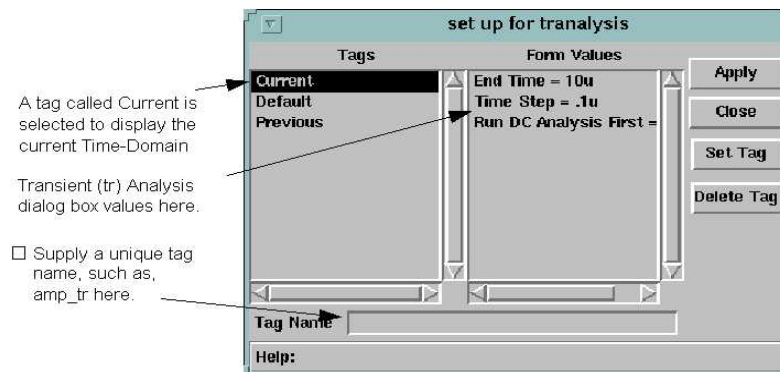 set up for tranalysis
Tags
Form Values
Current
Default
Previous
End Time = 10u
Time Step = .1u
Run DC Analysis First =
Apply
Close
Set Tag
Delete Tag
A tag called Current is
selected to display the
current Time-Domain
Transient (tr) Analysis
dialog box values here.
Supply a unique tag
name, such as,
amp_tr here.
Tag Name
Help: